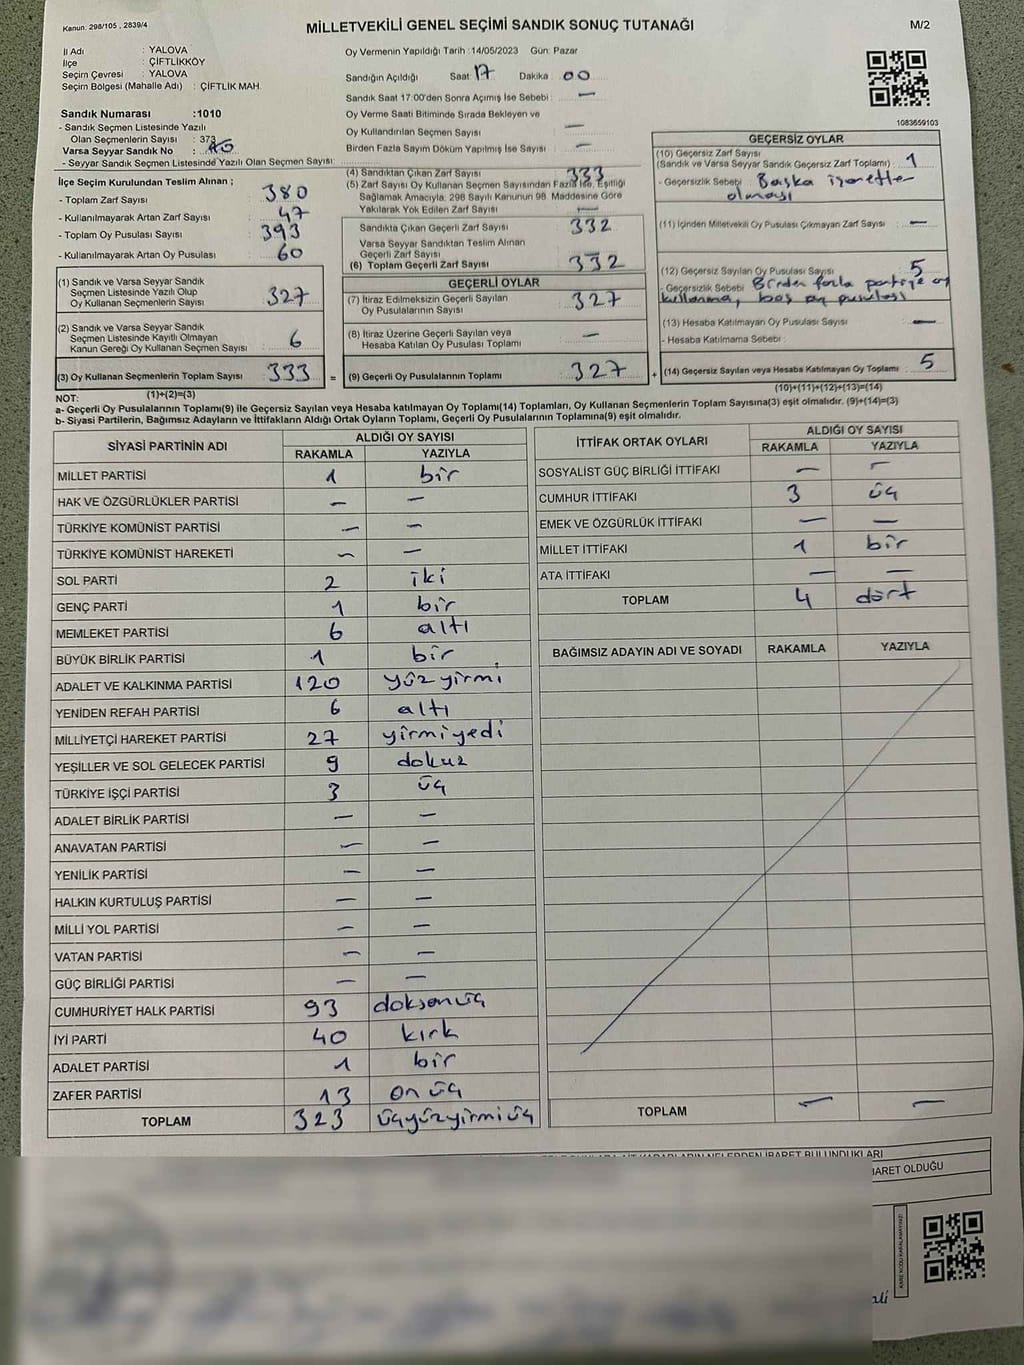 Kanun: 298/105 , 2839/4
MİLLETVEKİLİ GENEL SEÇİMİ SANDIK SONUÇ TUTANAĞI
M/2
İl Adı : YALOVA
İlçe : ÇİFTLİKKÖY
Seçim Çevresi : YALOVA
Seçim Bölgesi (Mahalle Adı) : ÇİFTLİK MAH.
Sandık Numarası :1010
- Sandık Seçmen Listesinde Yazılı
Olan Seçmenlerin Sayısı : 373
Varsa Seyyar Sandık No :
- Seyyar Sandık Seçmen Listesinde Yazılı Olan Seçmen Sayısı:
Oy Vermenin Yapıldığı Tarih :14/05/2023 Gün: Pazar
Sandığın Açıldığı Saat: 17 Dakika : 00
Sandık Saat 17:00'den Sonra Açımış İse Sebebi : —
Oy Verme Saati Bitiminde Sırada Bekleyen ve
Oy Kullandırılan Seçmen Sayısı : —
Birden Fazla Sayım Döküm Yapılmış İse Sayısı : —
1083659103
İlçe Seçim Kurulundan Teslim Alınan ;
- Toplam Zarf Sayısı : 380
- Kullanılmayarak Artan Zarf Sayısı : 47
- Toplam Oy Pusulası Sayısı : 393
- Kullanılmayarak Artan Oy Pusulası : 60
(1) Sandık ve Varsa Seyyar Sandık
Seçmen Listesinde Yazılı Olup
Oy Kullanan Seçmenlerin Sayısı : 327
(2) Sandık ve Varsa Seyyar Sandık
Seçmen Listesinde Kayıtlı Olmayan
Kanun Gereği Oy Kullanan Seçmen Sayısı : 6
(3) Oy Kullanan Seçmenlerin Toplam Sayısı : 333 =
(1)+(2)=(3)
(4) Sandıktan Çıkan Zarf Sayısı : 333
(5) Zarf Sayısı Oy Kullanan Seçmen Sayısından Fazla İse, Eşitliği
Sağlamak Amacıyla; 298 Sayılı Kanunun 98. Maddesine Göre
Yakılarak Yok Edilen Zarf Sayısı : —
Sandıkta Çıkan Geçerli Zarf Sayısı : 332
Varsa Seyyar Sandıktan Teslim Alınan
Geçerli Zarf Sayısı :
(6) Toplam Geçerli Zarf Sayısı : 332
GEÇERLİ OYLAR
(7) İtiraz Edilmeksizin Geçerli Sayılan
Oy Pusulalarının Sayısı : 327
(8) İtiraz Üzerine Geçerli Sayılan veya
Hesaba Katılan Oy Pusulası Toplamı : —
(9) Geçerli Oy Pusulalarının Toplamı : 327 +
GEÇERSİZ OYLAR
(10) Geçersiz Zarf Sayısı
(Sandık ve Varsa Seyyar Sandık Geçersiz Zarf Toplamı) : 1
- Geçersizlik Sebebi : Başka işaretler
olması
(11) İçinden Milletvekili Oy Pusulası Çıkmayan Zarf Sayısı : —
(12) Geçersiz Sayılan Oy Pusulası Sayısı : 5
- Geçersizlik Sebebi : Birden fazla partiye oy
kullanma, boş oy pusulası
(13) Hesaba Katılmayan Oy Pusulası Sayısı : —
- Hesaba Katılmama Sebebi :
(14) Geçersiz Sayılan veya Hesaba Katılmayan Oy Toplamı : 5
(10)+(11)+(12)+(13)=(14)
NOT:
a- Geçerli Oy Pusulalarının Toplamı(9) ile Geçersiz Sayılan veya Hesaba katılmayan Oy Toplamı(14) Toplamları, Oy Kullanan Seçmenlerin Toplam Sayısına(3) eşit olmalıdır. (9)+(14)=(3)
b- Siyasi Partilerin, Bağımsız Adayların ve İttifakların Aldığı Ortak Oyların Toplamı, Geçerli Oy Pusulalarının Toplamına(9) eşit olmalıdır.
SİYASİ PARTİNİN ADI ALDIĞI OY SAYISI
RAKAMLA YAZIYLA
MİLLET PARTİSİ 1 bir
HAK VE ÖZGÜRLÜKLER PARTİSİ — —
TÜRKİYE KOMÜNİST PARTİSİ — —
TÜRKİYE KOMÜNİST HAREKETİ — —
SOL PARTİ 2 iki
GENÇ PARTİ 1 bir
MEMLEKET PARTİSİ 6 altı
BÜYÜK BİRLİK PARTİSİ 1 bir
ADALET VE KALKINMA PARTİSİ 120 yüzyirmi
YENİDEN REFAH PARTİSİ 6 altı
MİLLİYETÇİ HAREKET PARTİSİ 27 yirmiyedi
YEŞİLLER VE SOL GELECEK PARTİSİ 9 dokuz
TÜRKİYE İŞÇİ PARTİSİ 3 üç
ADALET BİRLİK PARTİSİ — —
ANAVATAN PARTİSİ — —
YENİLİK PARTİSİ — —
HALKIN KURTULUŞ PARTİSİ — —
MİLLİ YOL PARTİSİ — —
VATAN PARTİSİ — —
GÜÇ BİRLİĞİ PARTİSİ — —
CUMHURİYET HALK PARTİSİ 93 doksanüç
İYİ PARTİ 40 kırk
ADALET PARTİSİ 1 bir
ZAFER PARTİSİ 13 onüç
TOPLAM 323 üçyüzyirmiüç
İTTİFAK ORTAK OYLARI ALDIĞI OY SAYISI
RAKAMLA YAZIYLA
SOSYALİST GÜÇ BİRLİĞİ İTTİFAKI — —
CUMHUR İTTİFAKI 3 üç
EMEK VE ÖZGÜRLÜK İTTİFAKI — —
MİLLET İTTİFAKI 1 bir
ATA İTTİFAKI — —
TOPLAM 4 dört
BAĞIMSIZ ADAYIN ADI VE SOYADI RAKAMLA YAZIYLA
TOPLAM — —
İBARET BULUNDUKLARI
BARET OLDUĞU